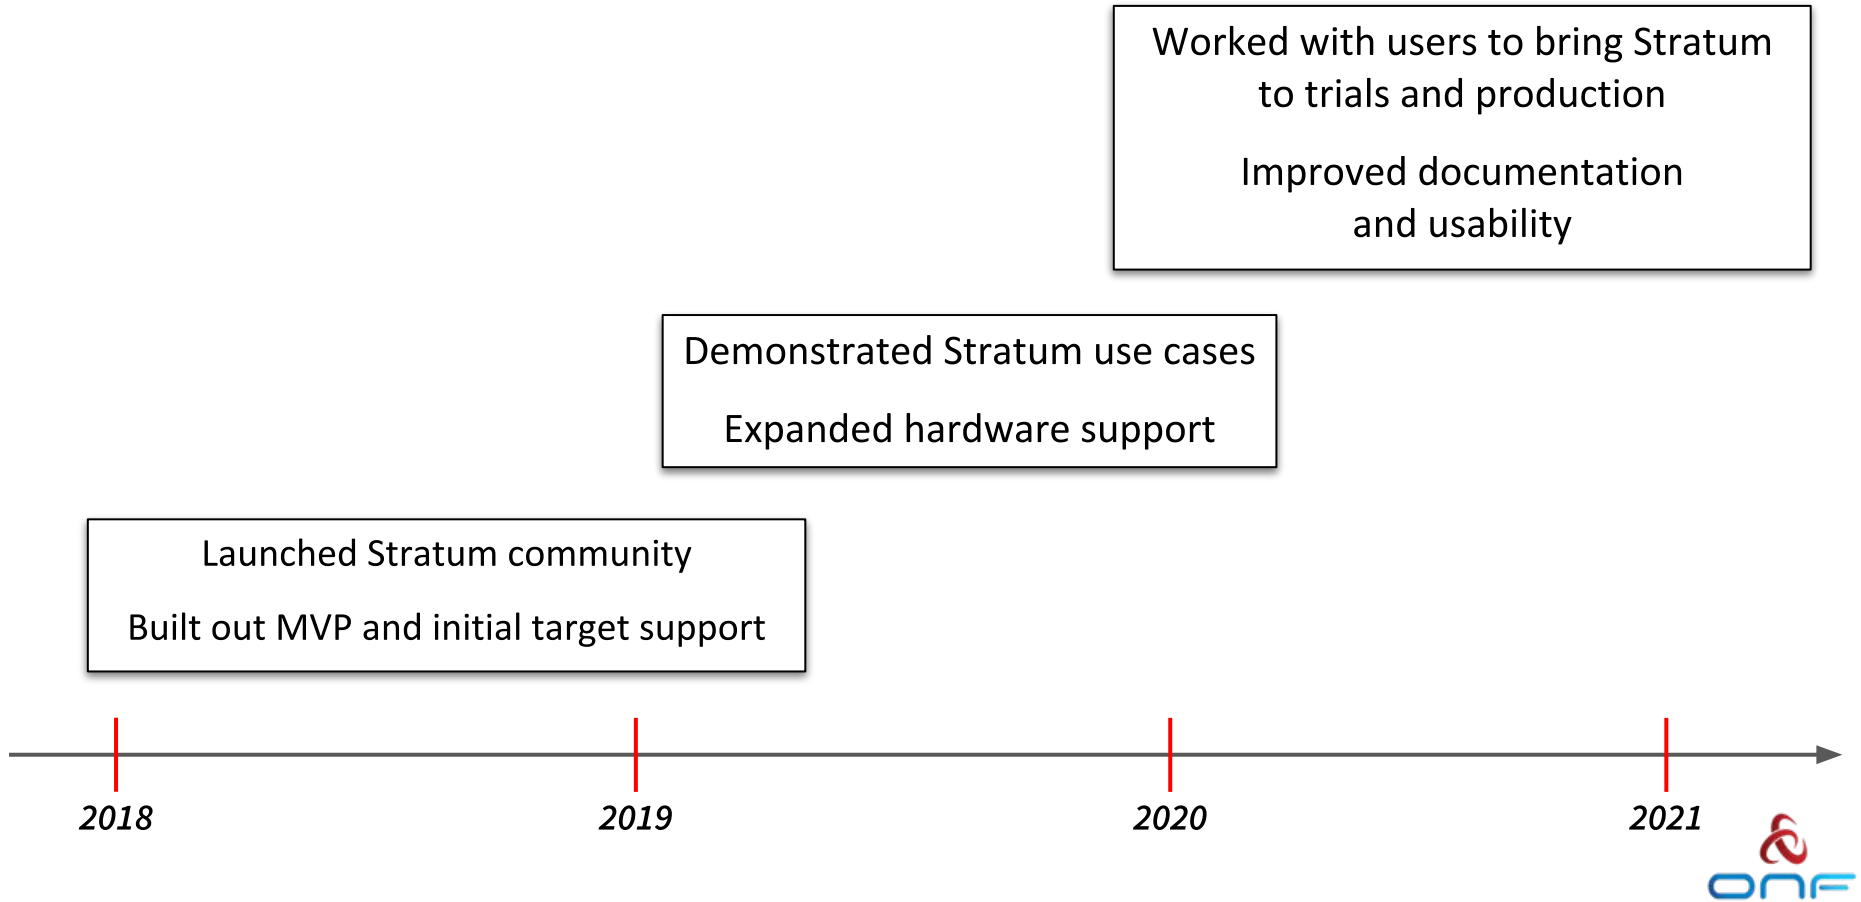 Worked with users to bring Stratum
to trials and production
Improved documentation
and usability
Demonstrated Stratum use cases
Expanded hardware support
Launched Stratum community
Built out MVP and initial target support
2018
2019
2020
2021
ONF